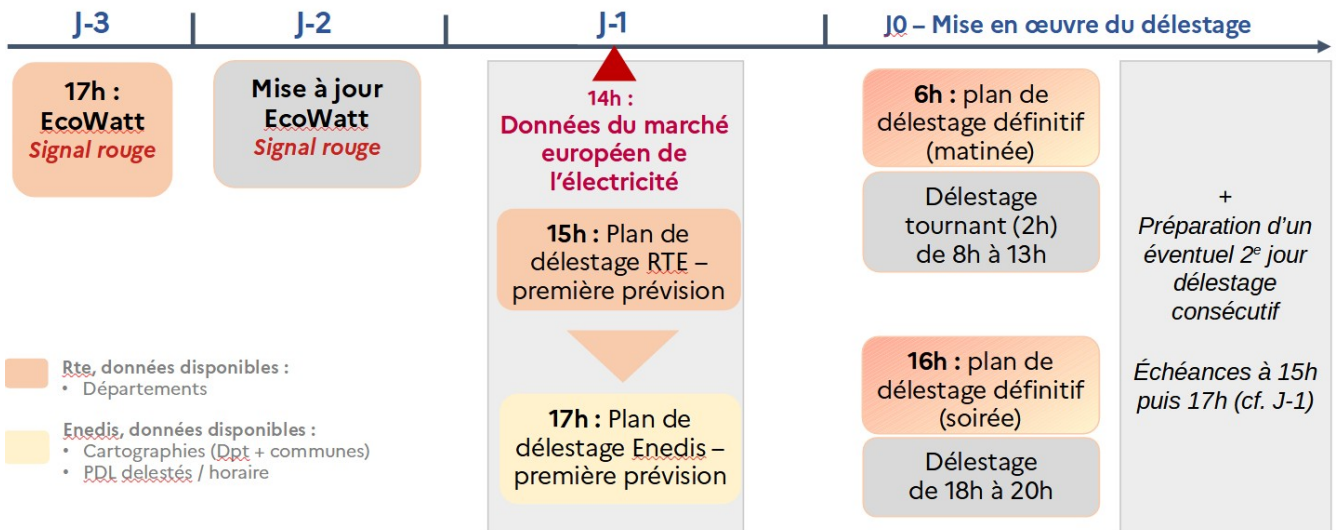 J-3
J-2
J-1
J0 – Mise en œuvre du délestage
17h :
EcoWatt
Signal rouge
Mise à jour
EcoWatt
Signal rouge
14h :
Données du marché
européen de
l’électricité
15h : Plan de
délestage RTE –
première prévision
17h : Plan de
délestage Enedis –
première prévision
6h : plan de
délestage définitif
(matinée)
Délestage
tournant (2h)
de 8h à 13h
16h : plan de
délestage définitif
(soirée)
Délestage
de 18h à 20h
+
Préparation d’un
éventuel 2e jour
délestage
consécutif
Échéances à 15h
puis 17h (cf. J-1)
Rte, données disponibles :
• Départements
Enedis, données disponibles :
• Cartographies (Dpt + communes)
• PDL delestés / horaire